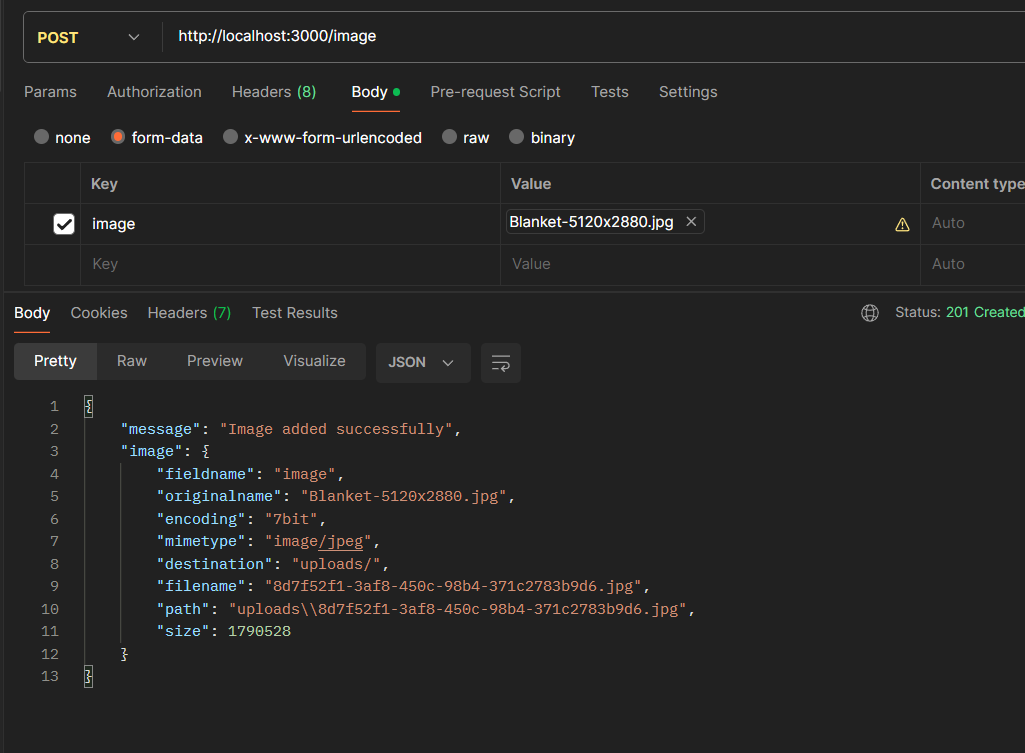 POST http://localhost:3000/image
Params Authorization Headers (8) Body Pre-request Script Tests Settings
none form-data x-www-form-urlencoded raw binary
Key Value Content type
image Blanket-5120x2880.jpg Auto
Key Value Auto
Body Cookies Headers (7) Test Results Status: 201 Created
Pretty Raw Preview Visualize JSON
1 {
2 "message": "Image added successfully",
3 "image": {
4 "fieldname": "image",
5 "originalname": "Blanket-5120x2880.jpg",
6 "encoding": "7bit",
7 "mimetype": "image/jpeg",
8 "destination": "uploads/",
9 "filename": "8d7f52f1-3af8-450c-98b4-371c2783b9d6.jpg",
10 "path": "uploads\\8d7f52f1-3af8-450c-98b4-371c2783b9d6.jpg",
11 "size": 1790528
12 }
13 }